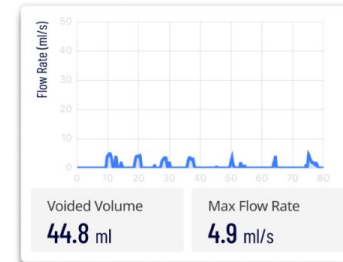 Flow Rate (ml/s)
50
40
30
20
10
0
0 10 20 30 40 50 60 70 80
Voided Volume
44.8 ml
Max Flow Rate
4.9 ml/s